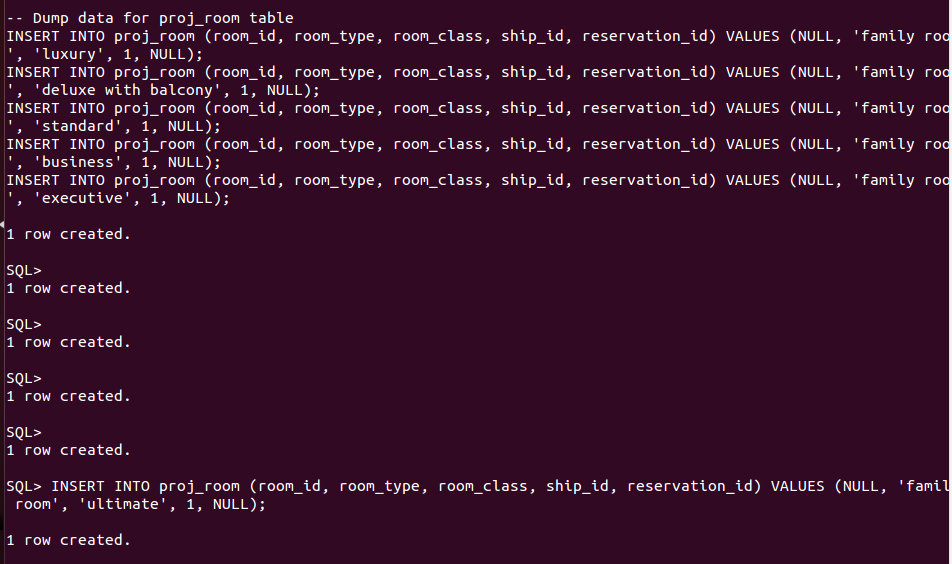 -- Dump data for proj_room table
INSERT INTO proj_room (room_id, room_type, room_class, ship_id, reservation_id) VALUES (NULL, 'family roo
', 'luxury', 1, NULL);
INSERT INTO proj_room (room_id, room_type, room_class, ship_id, reservation_id) VALUES (NULL, 'family roo
', 'deluxe with balcony', 1, NULL);
INSERT INTO proj_room (room_id, room_type, room_class, ship_id, reservation_id) VALUES (NULL, 'family roo
', 'standard', 1, NULL);
INSERT INTO proj_room (room_id, room_type, room_class, ship_id, reservation_id) VALUES (NULL, 'family roo
', 'business', 1, NULL);
INSERT INTO proj_room (room_id, room_type, room_class, ship_id, reservation_id) VALUES (NULL, 'family roo
', 'executive', 1, NULL);
1 row created.
SQL>
1 row created.
SQL>
1 row created.
SQL>
1 row created.
SQL>
1 row created.
SQL> INSERT INTO proj_room (room_id, room_type, room_class, ship_id, reservation_id) VALUES (NULL, 'famil
room', 'ultimate', 1, NULL);
1 row created.